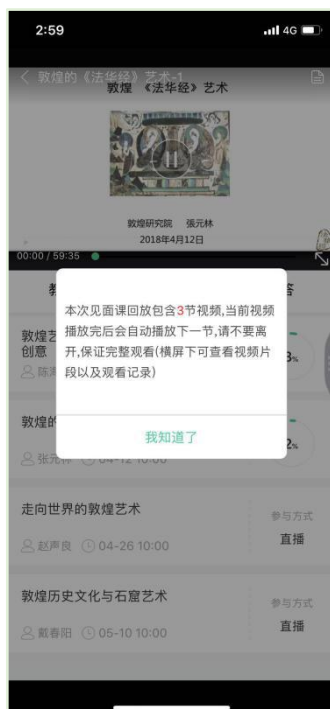 2:59
4G
敦煌的《法华经》艺术-1
敦煌 《法华经》艺术
敦煌研究院 張元林
2018年4月12日
00:00 / 59:35
本次见面课回放包含3节视频,当前视频
播放完后会自动播放下一节,请不要离
开,保证完整观看(横屏下可查看视频片
段以及观看记录)
我知道了
创意
走向世界的敦煌艺术
赵声良 04-26 10:00
参与方式
直播
敦煌历史文化与石窟艺术
戴春阳 05-10 10:00
参与方式
直播